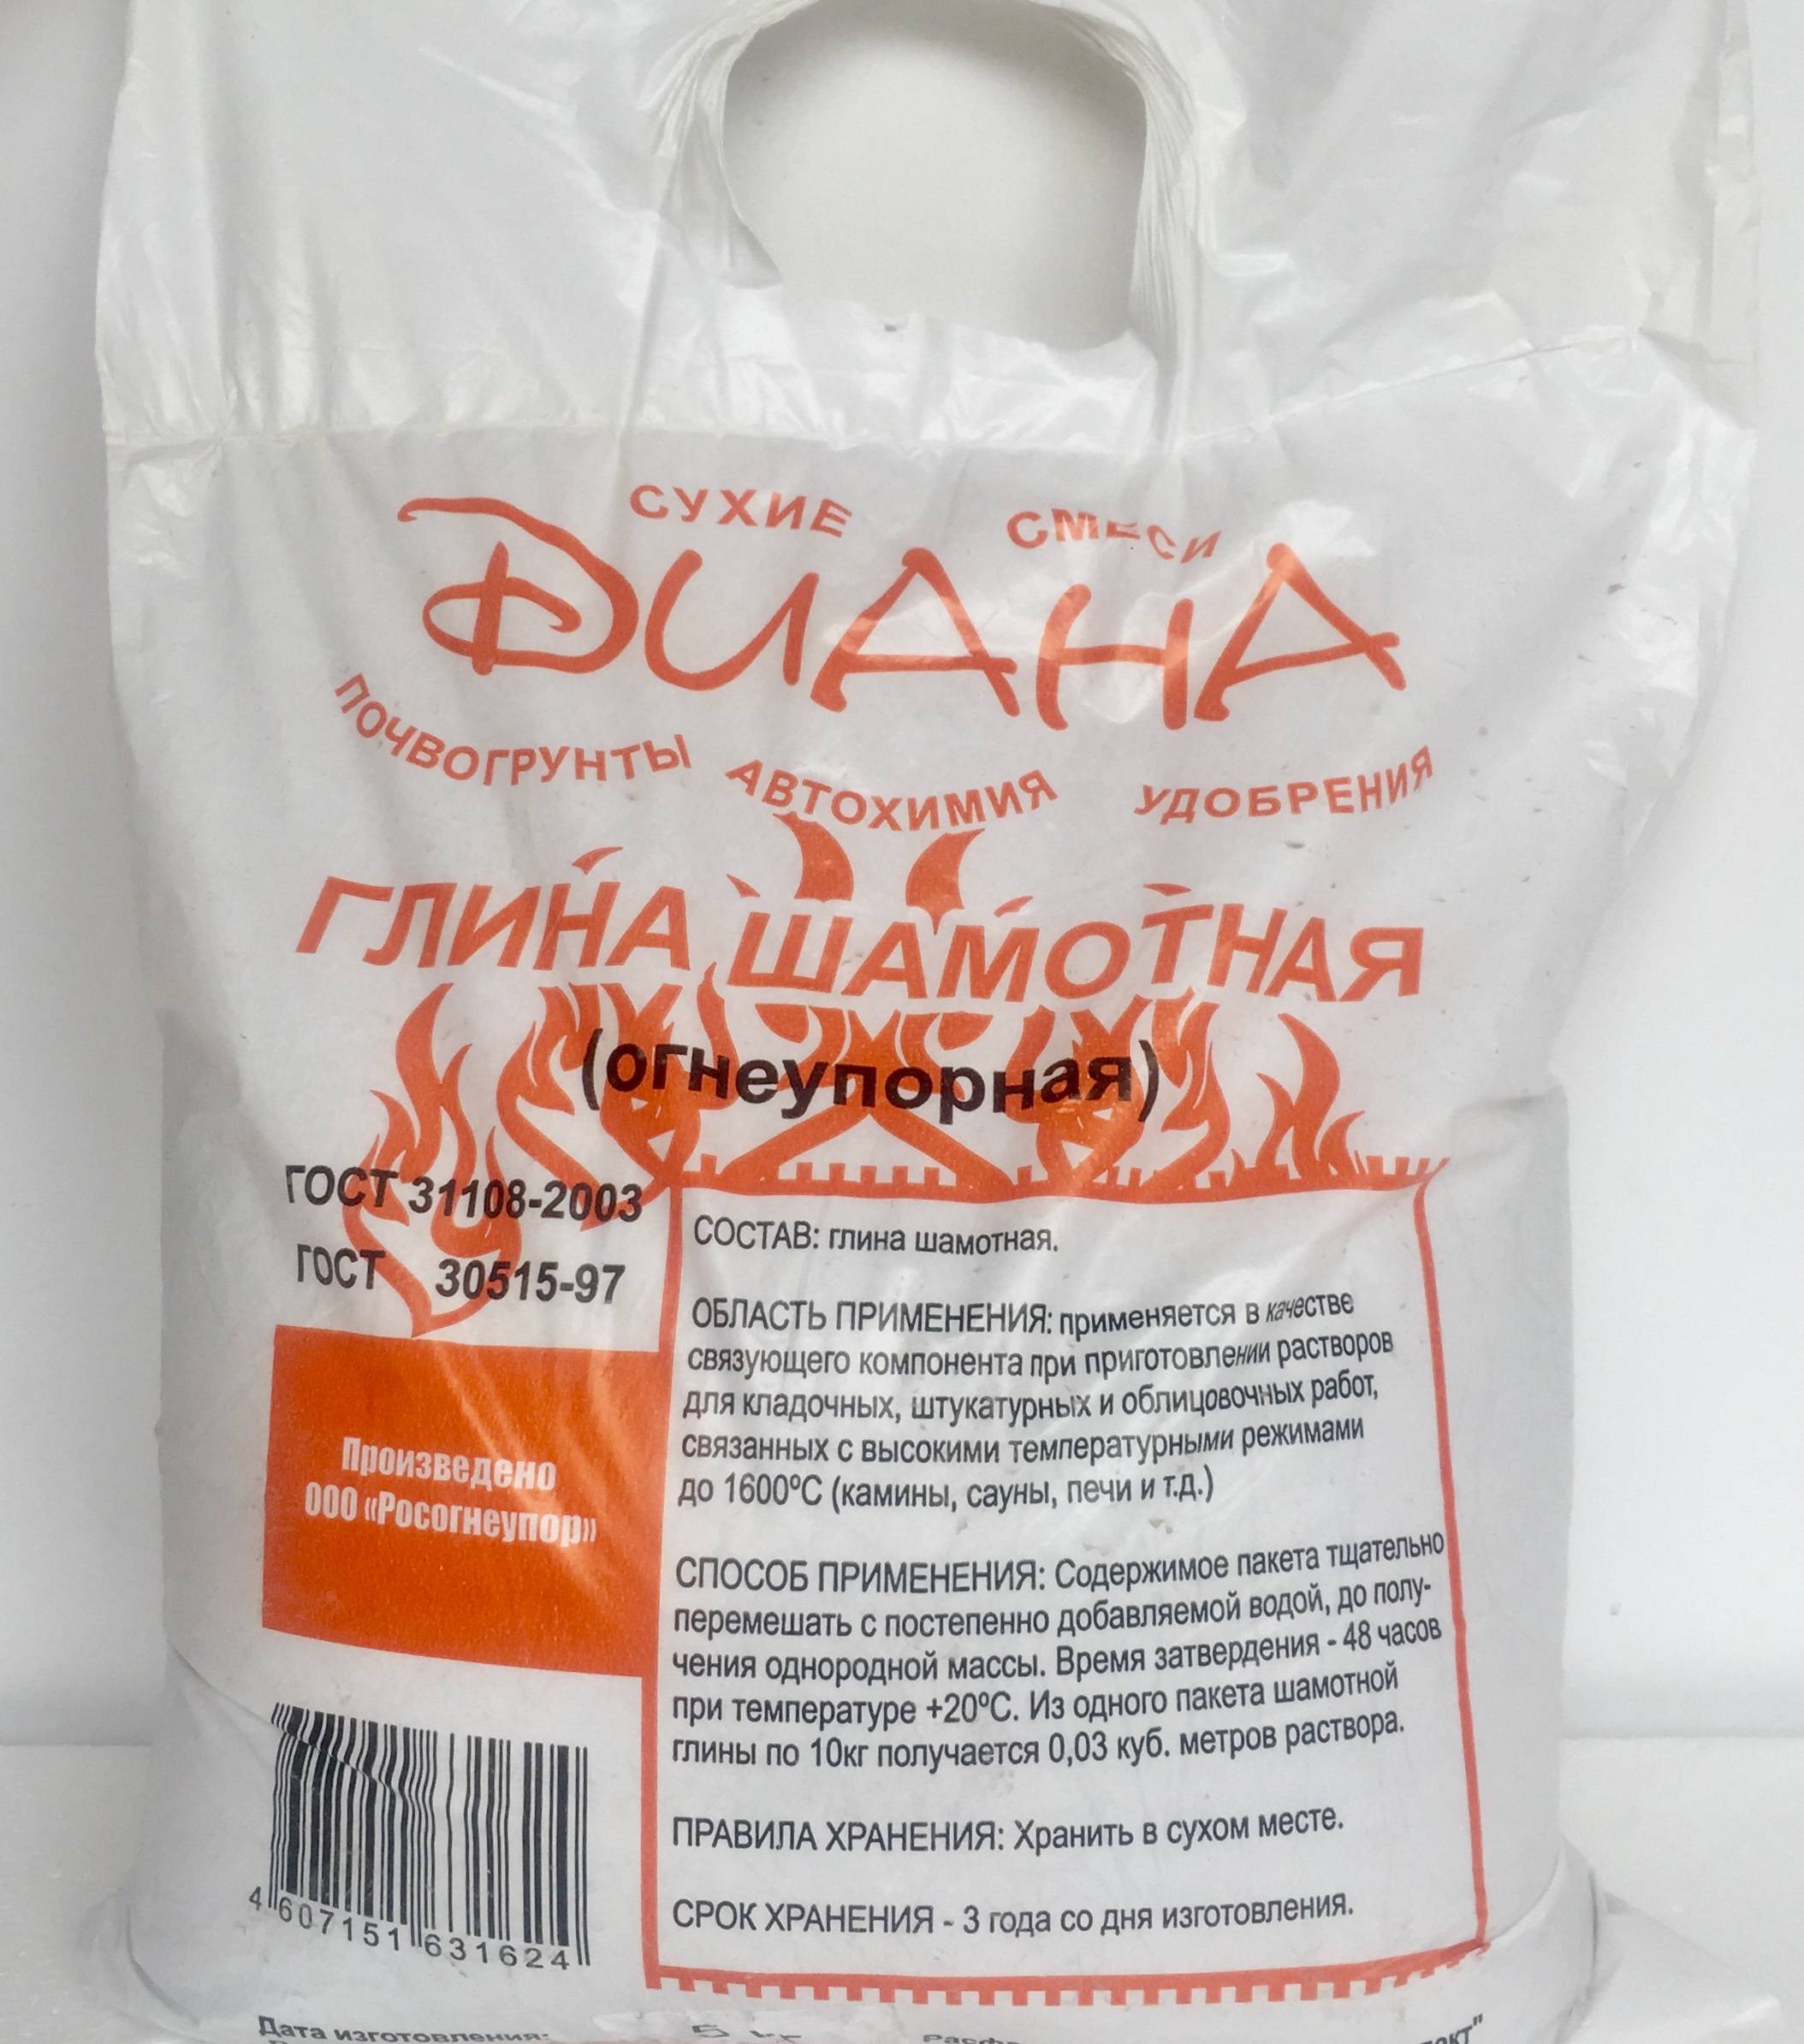 СУХИЕ СМЕСИ
ДИАНА
ПОЧВОГРУНТЫ АВТОХИМИЯ УДОБРЕНИЯ
ГЛИНА ШАМОТНАЯ
(огнеупорная)
ГОСТ 31108-2003
ГОСТ 30515-97
Произведено
ООО «Росогнеупор»
СОСТАВ: глина шамотная.
ОБЛАСТЬ ПРИМЕНЕНИЯ: применяется в качестве
связующего компонента при приготовлении растворов
для кладочных, штукатурных и облицовочных работ,
связанных с высокими температурными режимами
до 1600ºС (камины, сауны, печи и т.д.)
СПОСОБ ПРИМЕНЕНИЯ: Содержимое пакета тщательно
перемешать с постепенно добавляемой водой, до полу-
чения однородной массы. Время затвердения - 48 часов
при температуре +20ºС. Из одного пакета шамотной
глины по 10кг получается 0,03 куб. метров раствора.
ПРАВИЛА ХРАНЕНИЯ: Хранить в сухом месте.
СРОК ХРАНЕНИЯ - 3 года со дня изготовления.
4 607151 631624
Дата изготовления:
5 кг